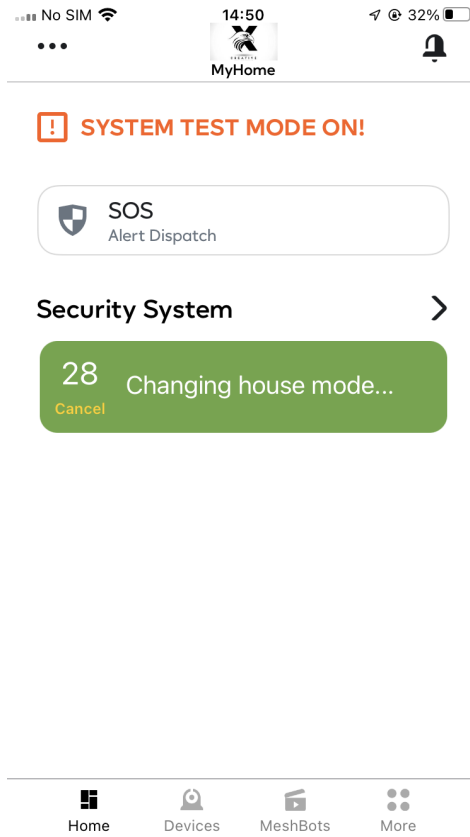 No SIM 14:50 32%
MyHome
SYSTEM TEST MODE ON!
SOS
Alert Dispatch
Security System
28 Changing house mode...
Cancel
Home Devices MeshBots More